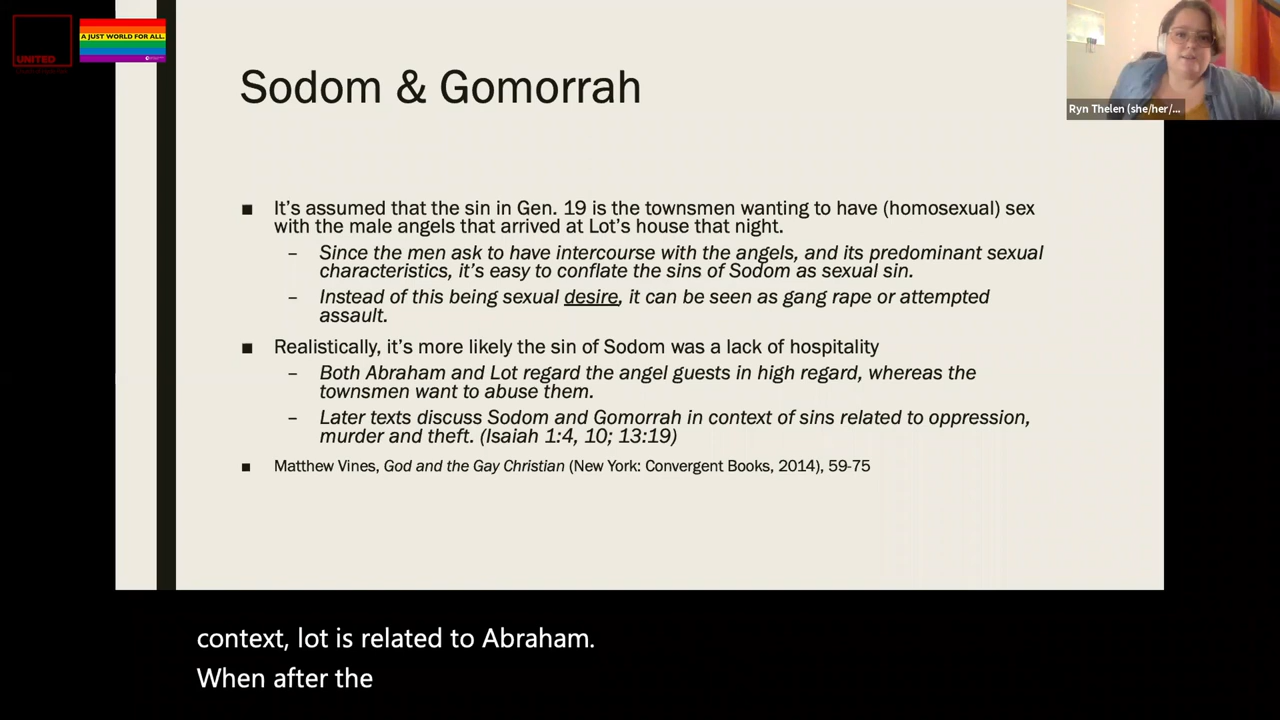 UNITED
A JUST WORLD FOR ALL.
Ryn Thelen (she/her/...
Sodom & Gomorrah
■ It's assumed that the sin in Gen. 19 is the townsmen wanting to have (homosexual) sex
with the male angels that arrived at Lot's house that night.
– Since the men ask to have intercourse with the angels, and its predominant sexual
characteristics, it's easy to conflate the sins of Sodom as sexual sin.
– Instead of this being sexual desire, it can be seen as gang rape or attempted
assault.
■ Realistically, it's more likely the sin of Sodom was a lack of hospitality
– Both Abraham and Lot regard the angel guests in high regard, whereas the
townsmen want to abuse them.
– Later texts discuss Sodom and Gomorrah in context of sins related to oppression,
murder and theft. (Isaiah 1:4, 10; 13:19)
■ Matthew Vines, God and the Gay Christian (New York: Convergent Books, 2014), 59-75
context, lot is related to Abraham.
When after the